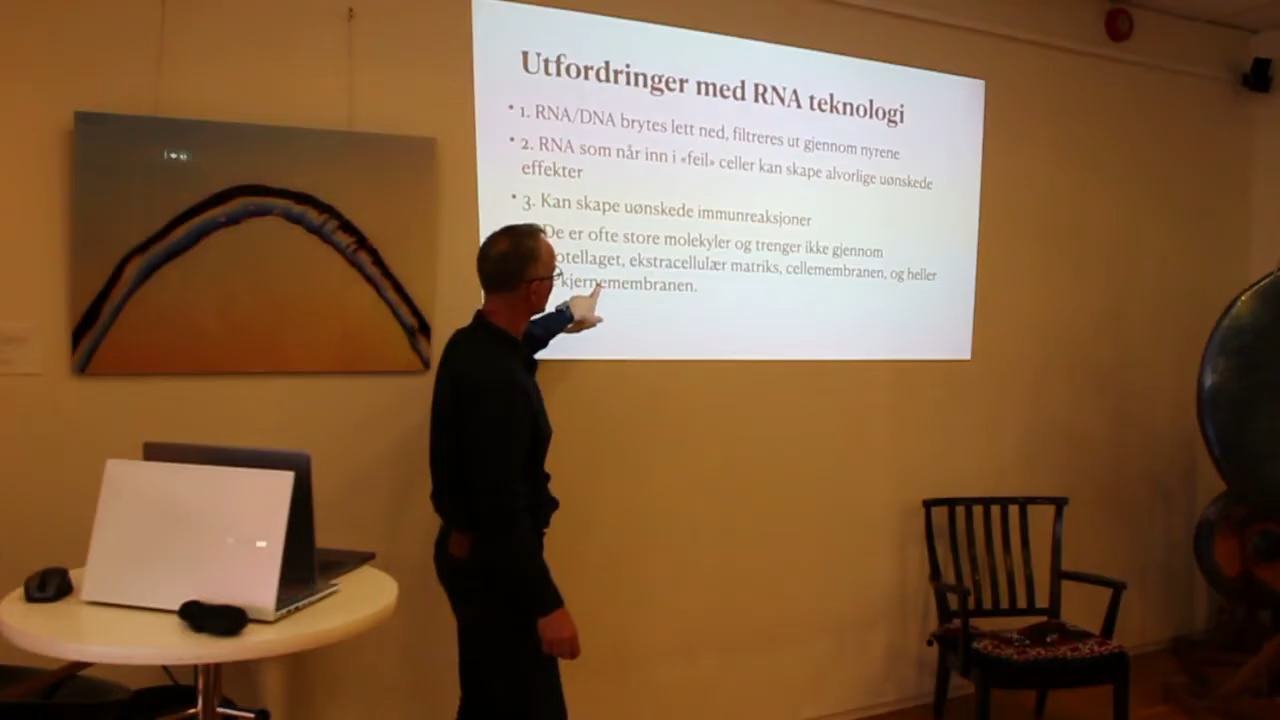 Utfordringer med RNA teknologi
• 1. RNA/DNA brytes lett ned, filtreres ut gjennom nyrene
• 2. RNA som når inn i «feil» celler kan skape alvorlige uønskede
effekter
• 3. Kan skape uønskede immunreaksjoner
De er ofte store molekyler og trenger ikke gjennom
otellaget, ekstracellulær matriks, cellemembranen, og heller
kjernemembranen.